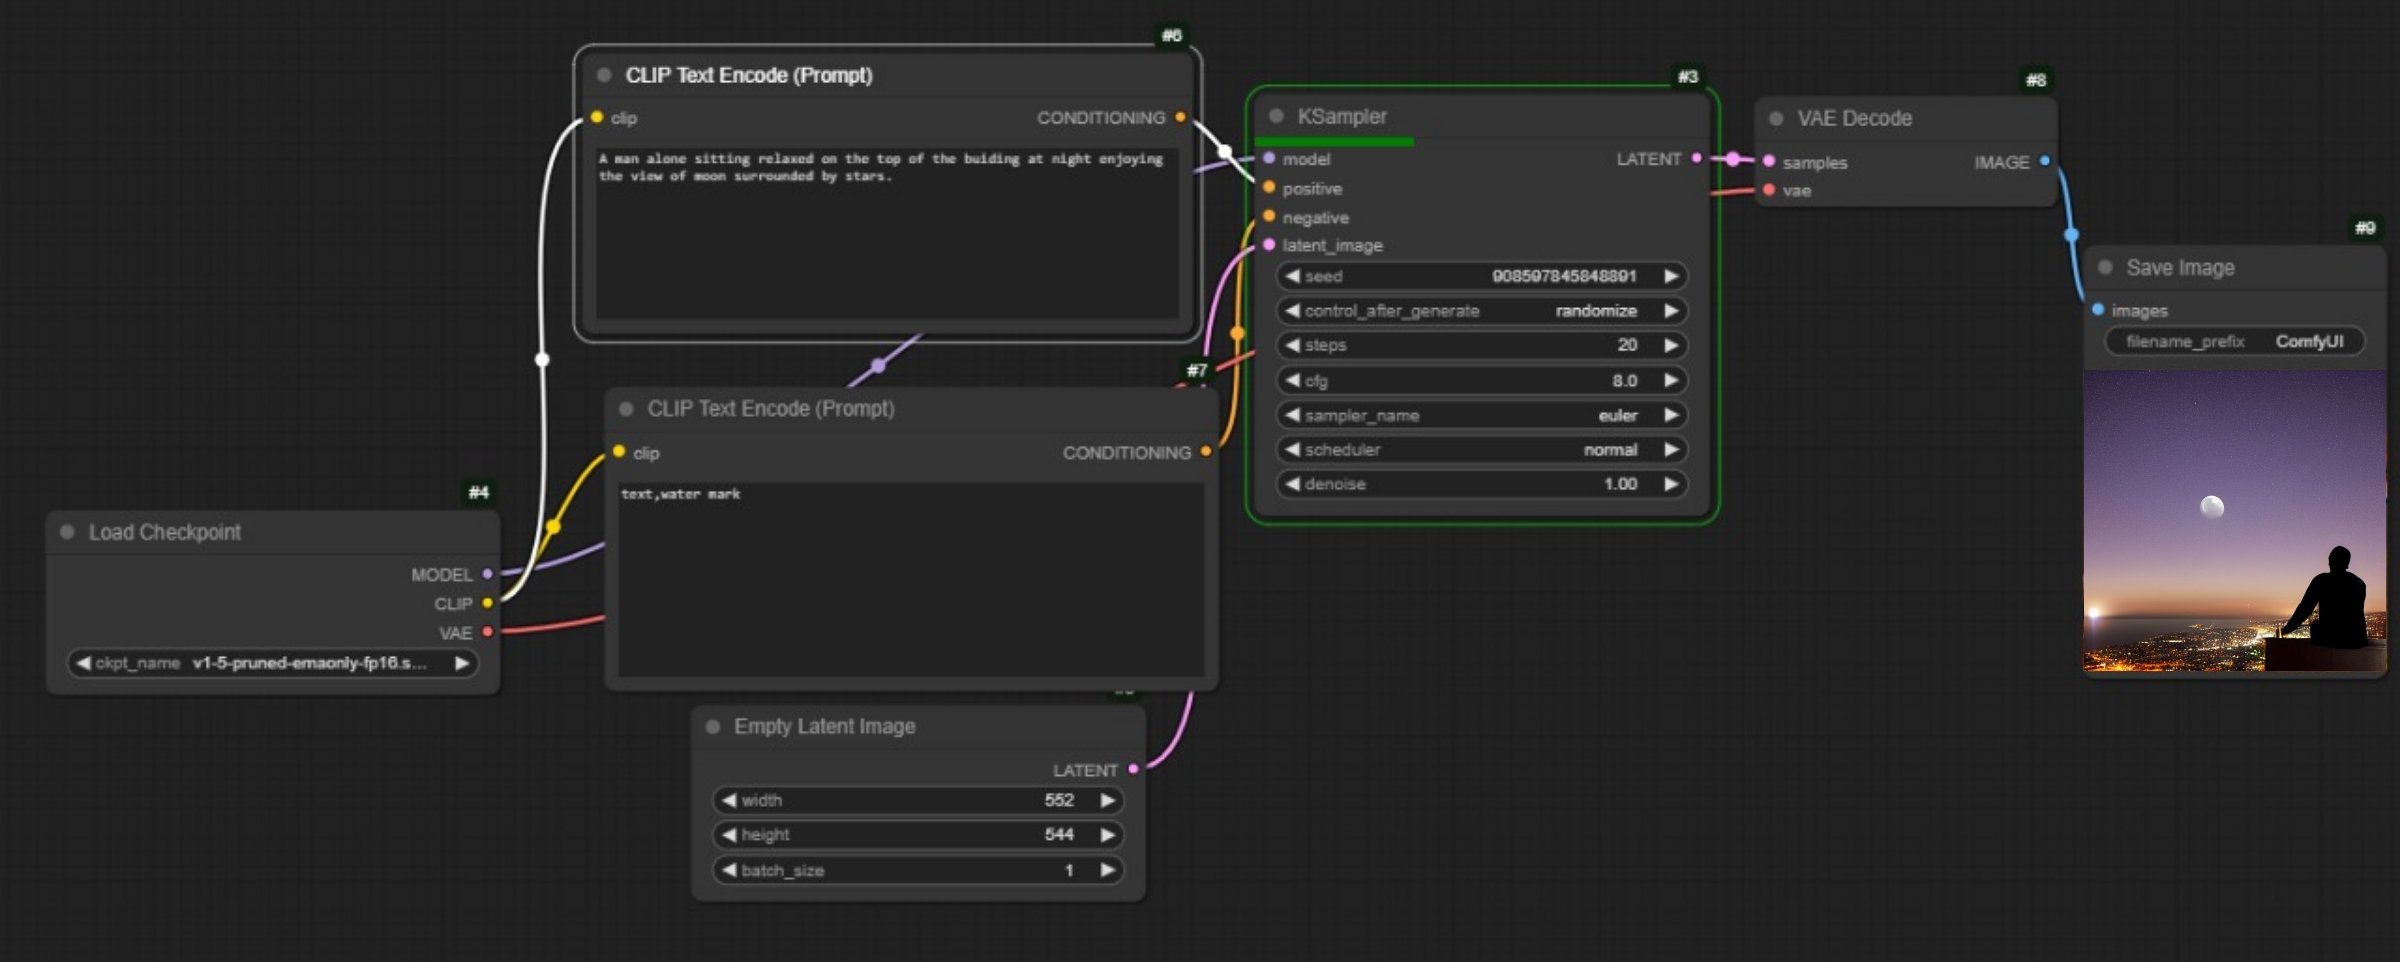 #6
CLIP Text Encode (Prompt)
clip
CONDITIONING
A man alone sitting relaxed on the top of the buiding at night enjoying
the view of moon surrounded by stars.
#7
CLIP Text Encode (Prompt)
clip
CONDITIONING
text,water mark
#4
Load Checkpoint
MODEL
CLIP
VAE
ckpt_name v1-5-pruned-emaonly-fp16.s...
Empty Latent Image
LATENT
width 552
height 544
batch_size 1
#3
KSampler
model
LATENT
positive
negative
latent_image
seed 908597845848891
control_after_generate randomize
steps 20
cfg 8.0
sampler_name euler
scheduler normal
denoise 1.00
#8
VAE Decode
samples
IMAGE
vae
#9
Save Image
images
filename_prefix ComfyUI